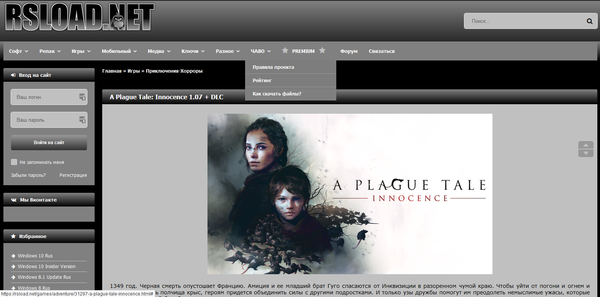 RSLOAD.NET
Поиск...
Софт Репак Игры Мобильный Медиа Ключи Разное ЧАВО PREMIUM Форум Связаться
Правила проекта
Рейтинг
Как скачать файлы?
Вход на сайт
Ваш логин
Ваш пароль
Войти на сайт
Не запоминать меня
Забыли пароль? Регистрация
Мы Вконтакте
Избранное
Windows 10 Rus
Windows 10 Insider Version
Windows 8.1 Update Rus
Windows 8 Rus
Главная » Игры » Приключения Хорроры
A Plague Tale: Innocence 1.07 + DLC
A PLAGUE TALE
INNOCENCE
1349 год. Черная смерть опустошает Францию. Амиция и ее младший брат Гуго спасаются от Инквизиции в разоренном чумой краю. Чтобы уйти от погони и огнем и
полчища крыс, героям придется объединить силы с другими подростками. И только узы дружбы помогут им преодолеть немыслимые ужасы, которые
https://rsload.net/games/adventure/31297-a-plague-tale-innocence.html#